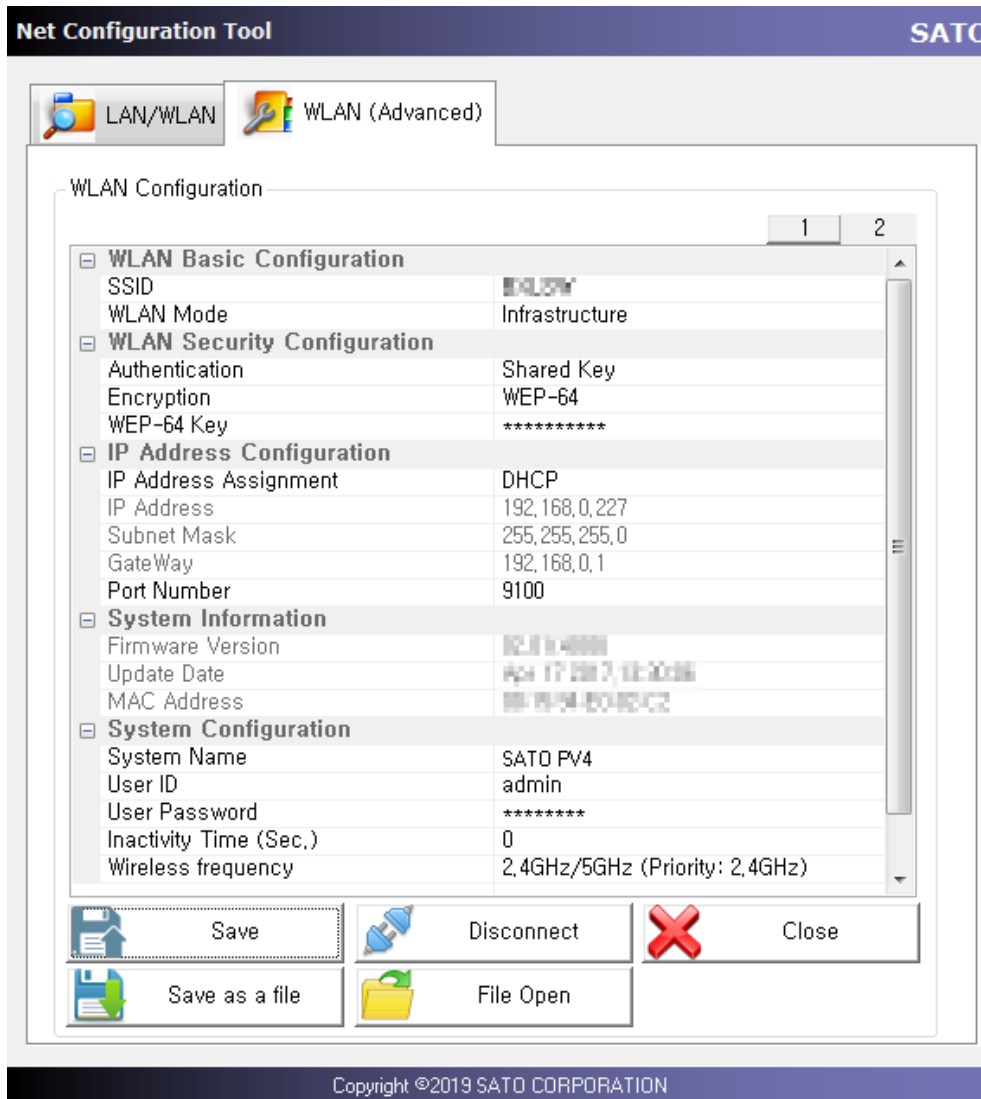 Net Configuration Tool SATO
LAN/WLAN WLAN (Advanced)
WLAN Configuration
1 2
WLAN Basic Configuration
SSID
WLAN Mode Infrastructure
WLAN Security Configuration
Authentication Shared Key
Encryption WEP-64
WEP-64 Key **********
IP Address Configuration
IP Address Assignment DHCP
IP Address 192,168,0,227
Subnet Mask 255,255,255,0
GateWay 192,168,0,1
Port Number 9100
System Information
Firmware Version
Update Date
MAC Address
System Configuration
System Name SATO PV4
User ID admin
User Password ********
Inactivity Time (Sec,) 0
Wireless frequency 2,4GHz/5GHz (Priority: 2,4GHz)
Save Disconnect Close
Save as a file File Open
Copyright ©2019 SATO CORPORATION